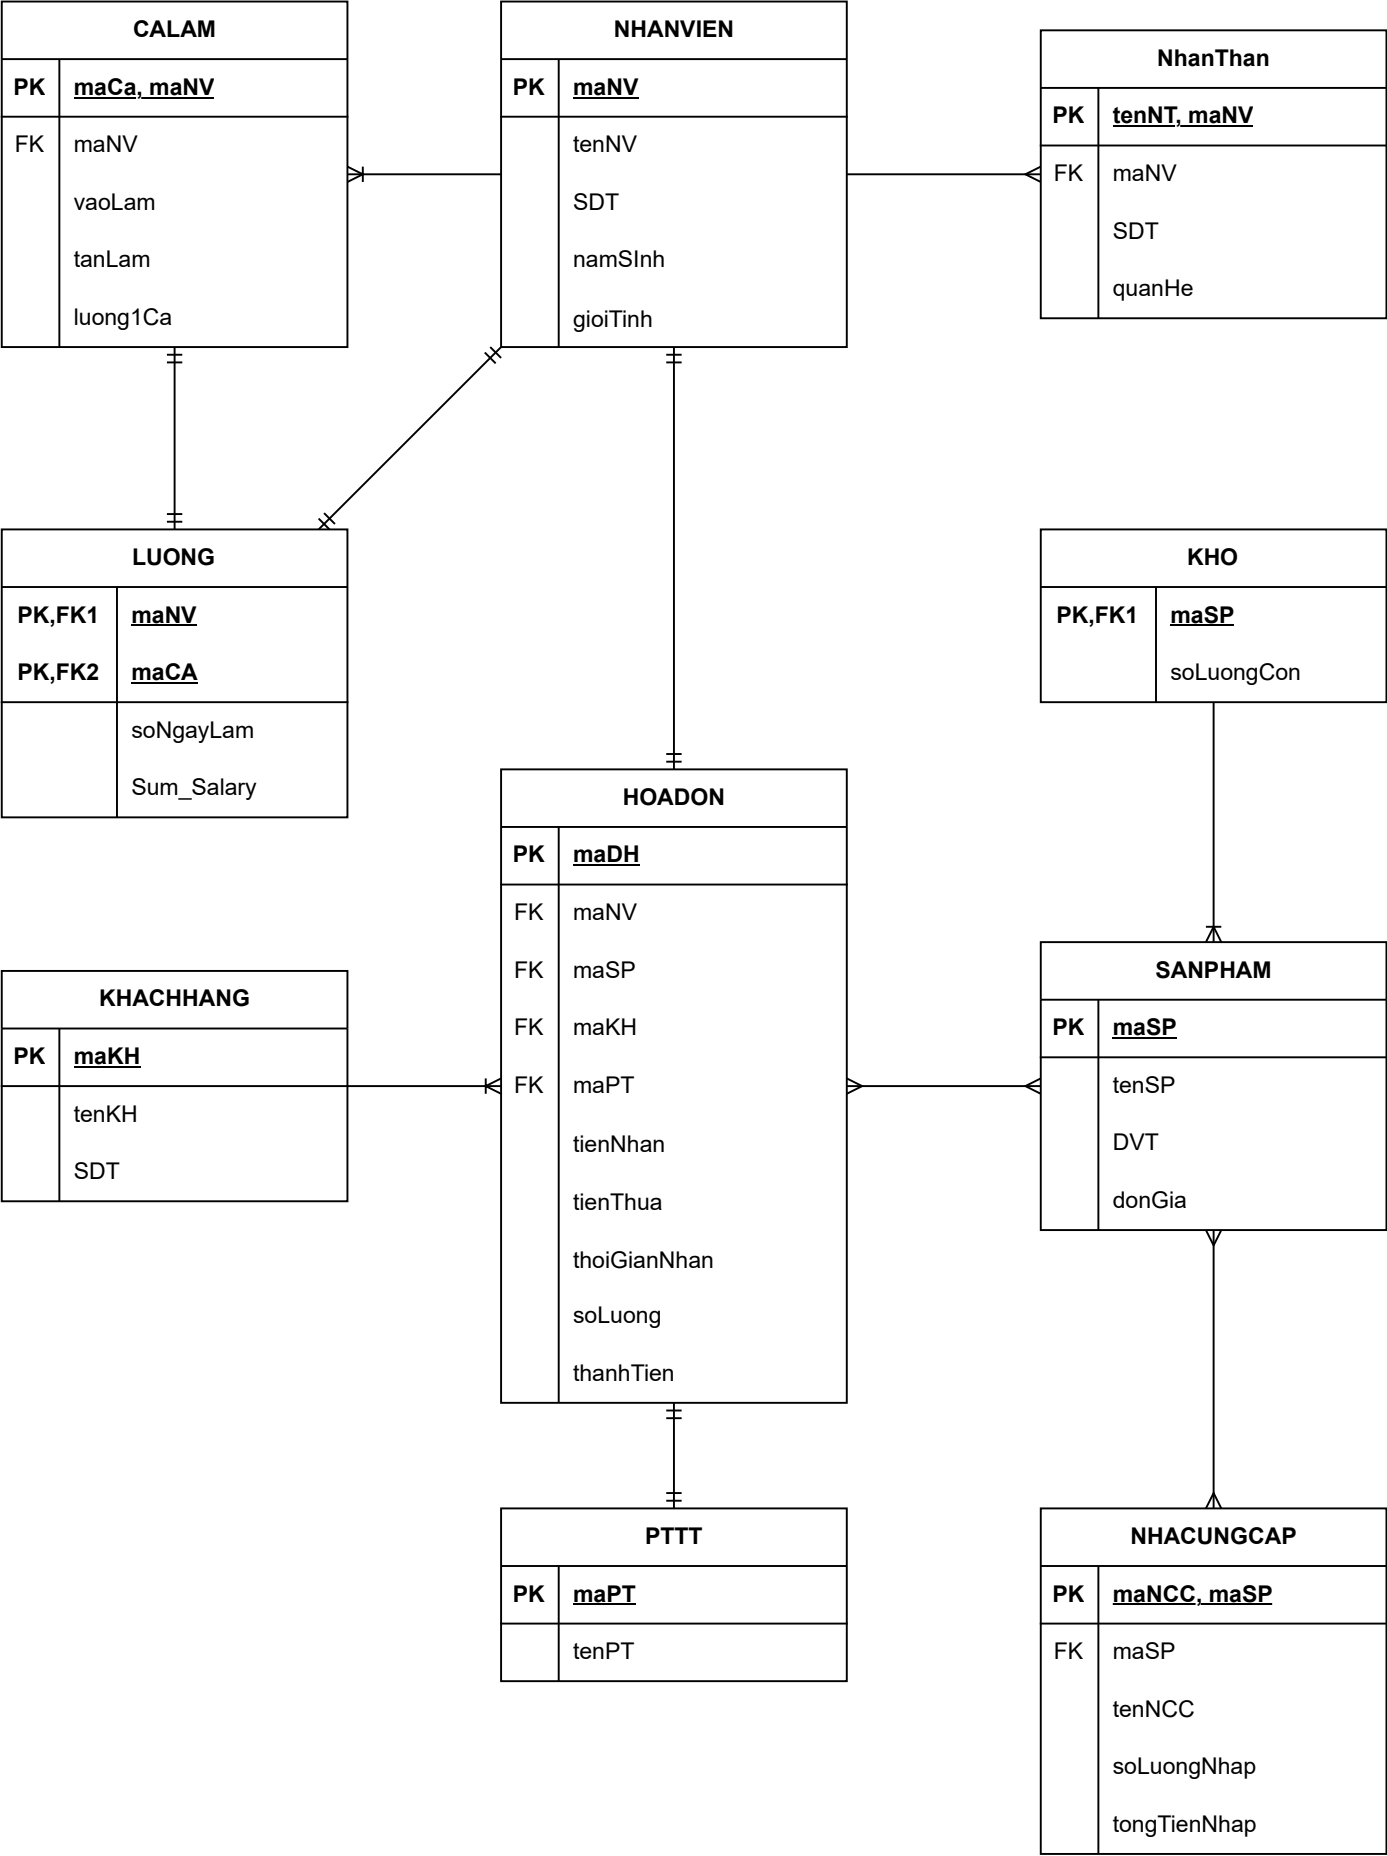 CALAM
PK maCa, maNV
FK maNV
vaoLam
tanLam
luong1Ca
NHANVIEN
PK maNV
tenNV
SDT
namSInh
gioiTinh
NhanThan
PK tenNT, maNV
FK maNV
SDT
quanHe
LUONG
PK,FK1 maNV
PK,FK2 maCA
soNgayLam
Sum_Salary
KHO
PK,FK1 maSP
soLuongCon
HOADON
PK maDH
FK maNV
FK maSP
FK maKH
FK maPT
tienNhan
tienThua
thoiGianNhan
soLuong
thanhTien
KHACHHANG
PK maKH
tenKH
SDT
SANPHAM
PK maSP
tenSP
DVT
donGia
PTTT
PK maPT
tenPT
NHACUNGCAP
PK maNCC, maSP
FK maSP
tenNCC
soLuongNhap
tongTienNhap